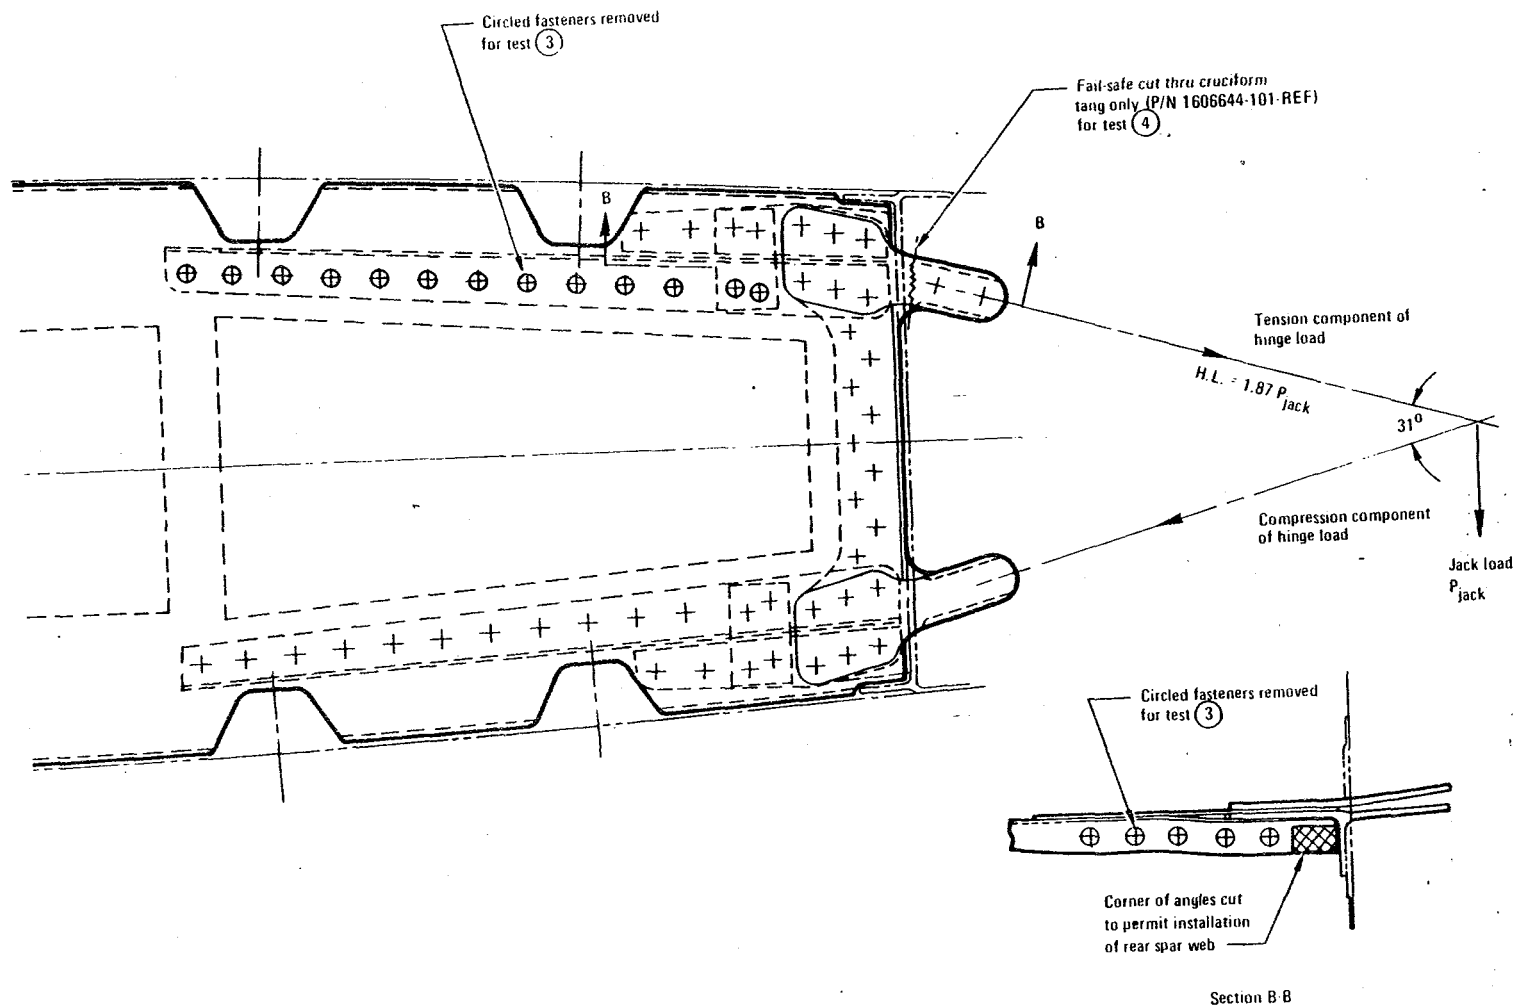 Circled fasteners removed
for test 3
Fail-safe cut thru cruciform
tang only (P/N 1606644-101-REF)
for test 4
B
B
Tension component of
hinge load
H.L. = 1.87 Pjack
31°
Compression component
of hinge load
Jack load
Pjack
Circled fasteners removed
for test 3
Corner of angles cut
to permit installation
of rear spar web
Section B-B